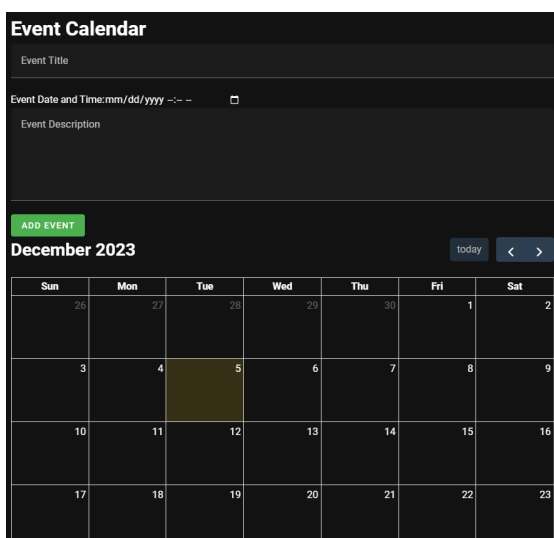 Event Calendar
Event Title
Event Date and Time:mm/dd/yyyy --:-- --
Event Description
ADD EVENT
December 2023 today < >
Sun Mon Tue Wed Thu Fri Sat
26 27 28 29 30 1 2
3 4 5 6 7 8 9
10 11 12 13 14 15 16
17 18 19 20 21 22 23